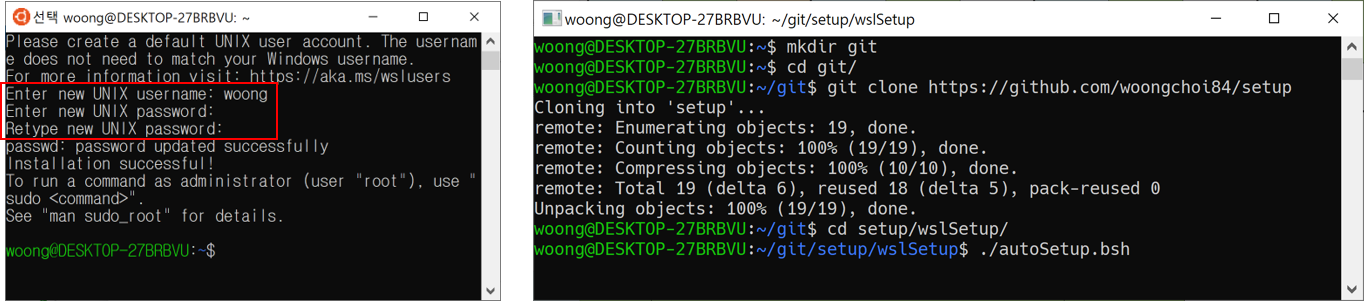 선택 woong@DESKTOP-27BRBVU: ~
Please create a default UNIX user account. The usernam
e does not need to match your Windows username.
For more information visit: https://aka.ms/wslusers
Enter new UNIX username: woong
Enter new UNIX password:
Retype new UNIX password:
passwd: password updated successfully
Installation successful!
To run a command as administrator (user "root"), use "
sudo <command>".
See "man sudo_root" for details.
woong@DESKTOP-27BRBVU:~$
woong@DESKTOP-27BRBVU: ~/git/setup/wslSetup
woong@DESKTOP-27BRBVU:~$ mkdir git
woong@DESKTOP-27BRBVU:~$ cd git/
woong@DESKTOP-27BRBVU:~/git$ git clone https://github.com/woongchoi84/setup
Cloning into 'setup'...
remote: Enumerating objects: 19, done.
remote: Counting objects: 100% (19/19), done.
remote: Compressing objects: 100% (10/10), done.
remote: Total 19 (delta 6), reused 18 (delta 5), pack-reused 0
Unpacking objects: 100% (19/19), done.
woong@DESKTOP-27BRBVU:~/git$ cd setup/wslSetup/
woong@DESKTOP-27BRBVU:~/git/setup/wslSetup$ ./autoSetup.bsh